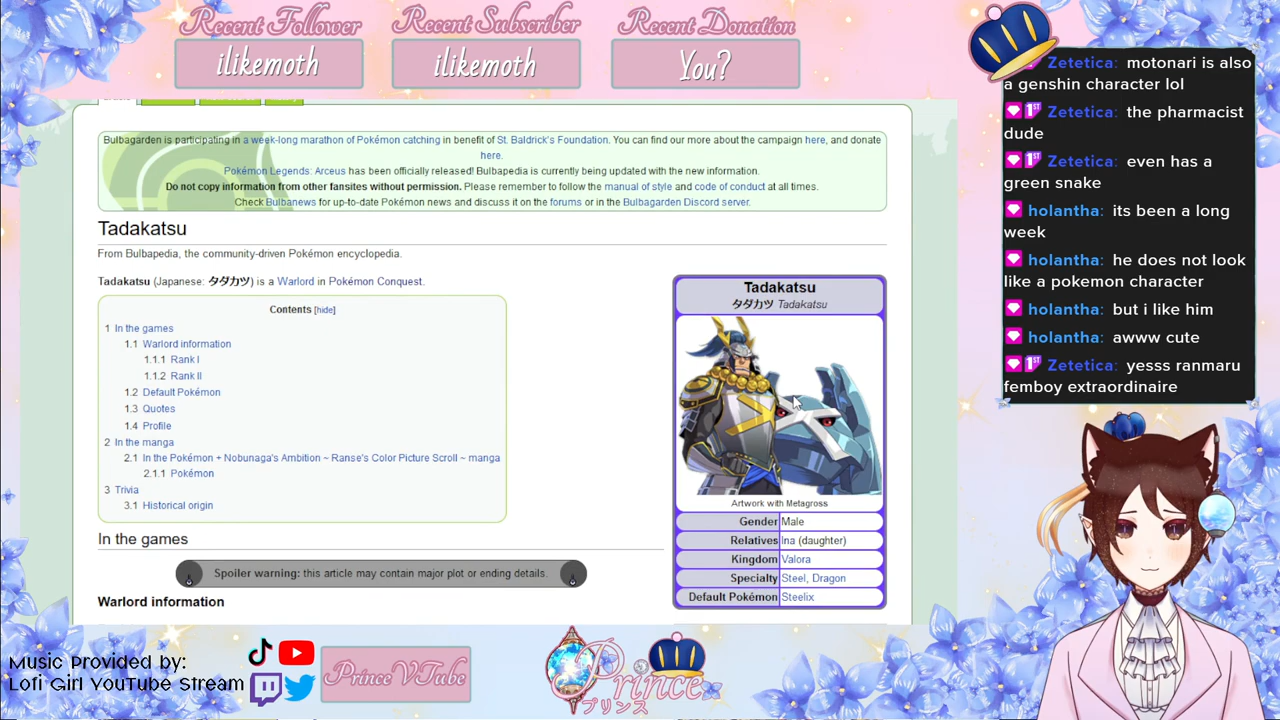 Recent Follower
ilikemoth
Recent Subscriber
ilikemoth
Recent Donation
You?
Bulbagarden is participating in a week-long marathon of Pokémon catching in benefit of St. Baldrick's Foundation. You can find our more about the campaign here, and donate
here.
Pokémon Legends: Arceus has been officially released! Bulbapedia is currently being updated with the new information.
Do not copy information from other fansites without permission. Please remember to follow the manual of style and code of conduct at all times.
Check Bulbanews for up-to-date Pokémon news and discuss it on the forums or in the Bulbagarden Discord server.
Tadakatsu
From Bulbapedia, the community-driven Pokémon encyclopedia.
Tadakatsu (Japanese: タダカツ) is a Warlord in Pokémon Conquest.
Contents [hide]
1 In the games
1.1 Warlord information
1.1.1 Rank I
1.1.2 Rank II
1.2 Default Pokémon
1.3 Quotes
1.4 Profile
2 In the manga
2.1 In the Pokémon + Nobunaga's Ambition ~ Ranse's Color Picture Scroll ~ manga
2.1.1 Pokémon
3 Trivia
3.1 Historical origin
In the games
Spoiler warning: this article may contain major plot or ending details.
Warlord information
Tadakatsu
タダカツ Tadakatsu
Artwork with Metagross
Gender Male
Relatives Ina (daughter)
Kingdom Valora
Specialty Steel, Dragon
Default Pokémon Steelix
Zetetica: motonari is also
a genshin character lol
Zetetica: the pharmacist
dude
Zetetica: even has a
green snake
holantha: its been a long
week
holantha: he does not look
like a pokemon character
holantha: but i like him
holantha: awww cute
Zetetica: yesss ranmaru
femboy extraordinaire
Music Provided by:
Lofi Girl YouTube Stream
PrinceVTube
Prince
プリンス